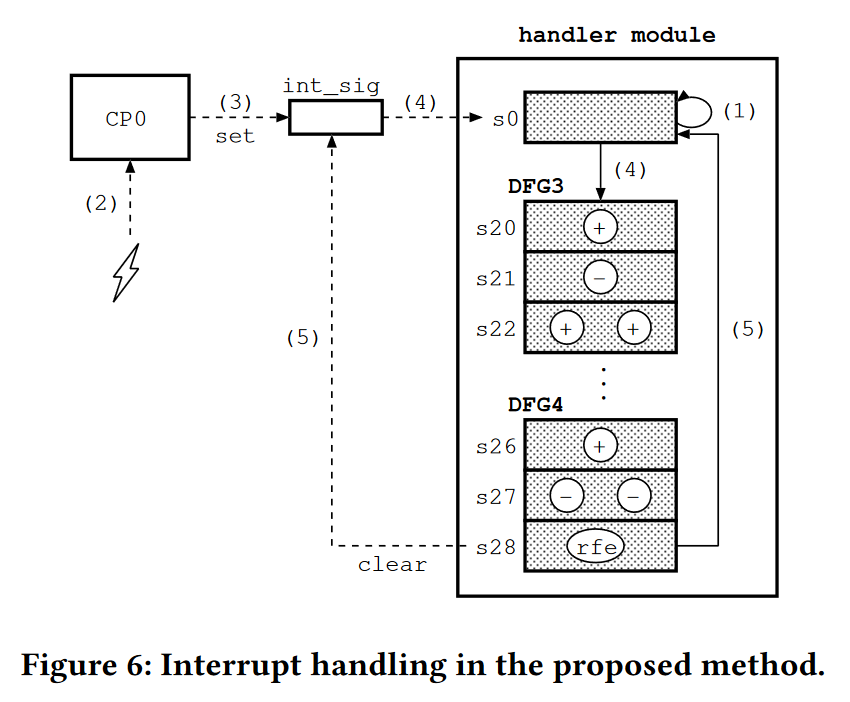 handler module
int_sig
CP0
(3)
set
(4)
s0
(1)
(2)
(4)
DFG3
s20
+
s21
−
s22
+ +
(5)
(5)
⋮
DFG4
s26
+
s27
− −
s28
rfe
clear
Figure 6: Interrupt handling in the proposed method.